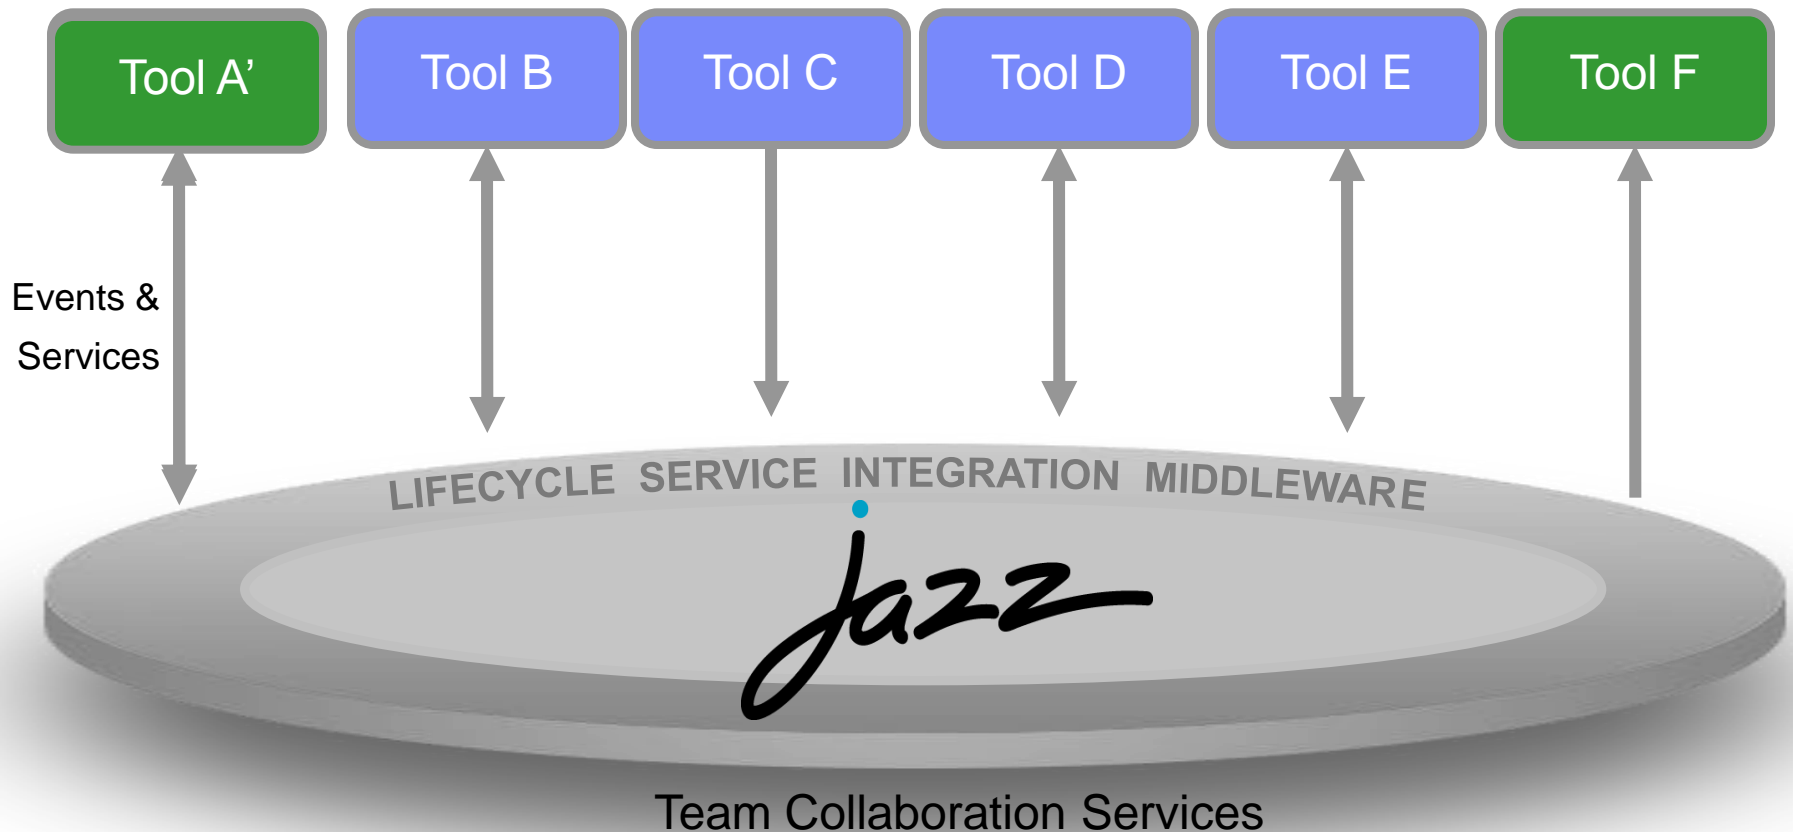 Tool A’
Tool B
Tool C
Tool D
Tool E
Tool F
Events &
Services
LIFECYCLE SERVICE INTEGRATION MIDDLEWARE
jazz
Team Collaboration Services